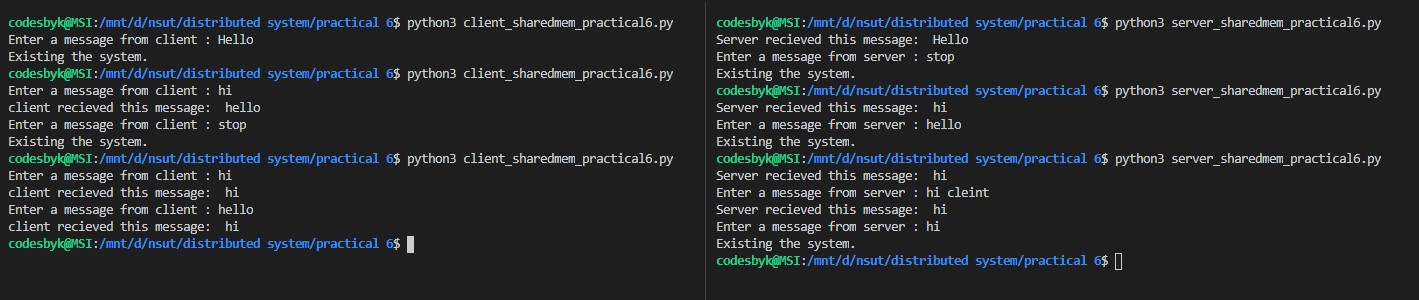 codesbyk@MSI:/mnt/d/nsut/distributed system/practical 6$ python3 client_sharedmem_practical6.py
Enter a message from client : Hello
Existing the system.
codesbyk@MSI:/mnt/d/nsut/distributed system/practical 6$ python3 client_sharedmem_practical6.py
Enter a message from client : hi
client recieved this message:  hello
Enter a message from client : stop
Existing the system.
codesbyk@MSI:/mnt/d/nsut/distributed system/practical 6$ python3 client_sharedmem_practical6.py
Enter a message from client : hi
client recieved this message:  hi
Enter a message from client : hello
client recieved this message:  hi
codesbyk@MSI:/mnt/d/nsut/distributed system/practical 6$
codesbyk@MSI:/mnt/d/nsut/distributed system/practical 6$ python3 server_sharedmem_practical6.py
Server recieved this message:  Hello
Enter a message from server : stop
Existing the system.
codesbyk@MSI:/mnt/d/nsut/distributed system/practical 6$ python3 server_sharedmem_practical6.py
Server recieved this message:  hi
Enter a message from server : hello
Existing the system.
codesbyk@MSI:/mnt/d/nsut/distributed system/practical 6$ python3 server_sharedmem_practical6.py
Server recieved this message:  hi
Enter a message from server : hi cleint
Server recieved this message:  hi
Enter a message from server : hi
Existing the system.
codesbyk@MSI:/mnt/d/nsut/distributed system/practical 6$